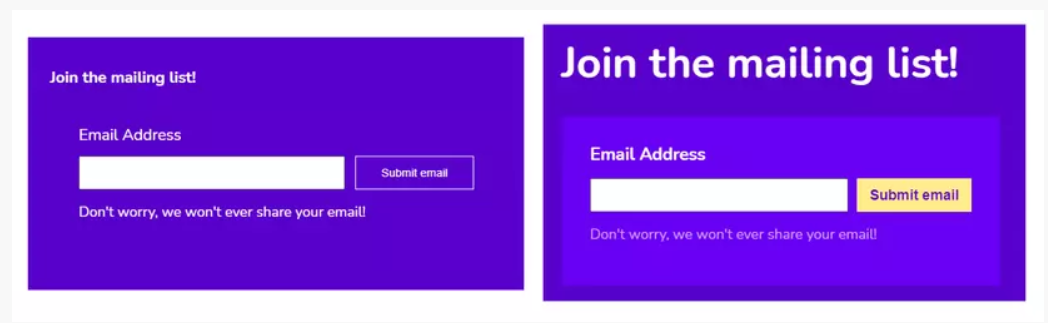 Join the mailing list!
Email Address
Submit email
Don't worry, we won't ever share your email!
Join the mailing list!
Email Address
Submit email
Don't worry, we won't ever share your email!